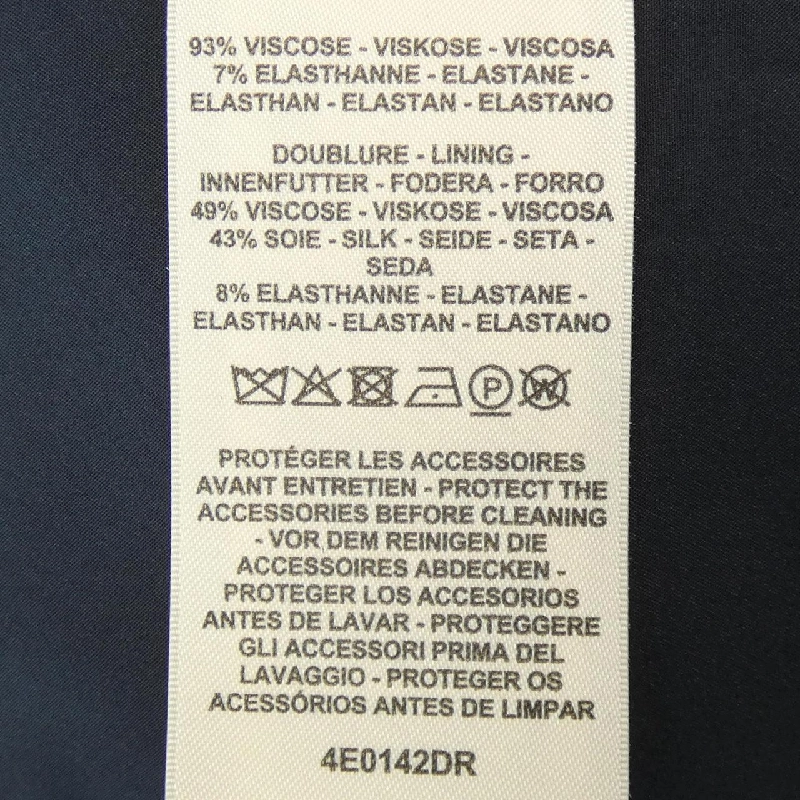 93% VISCOSE - VISKOSE - VISCOSA
7% ELASTHANNE - ELASTANE -
ELASTHAN - ELASTAN - ELASTANO
DOUBLURE - LINING -
INNENFUTTER - FODERA - FORRO
49% VISCOSE - VISKOSE - VISCOSA
43% SOIE - SILK - SEIDE - SETA -
SEDA
8% ELASTHANNE - ELASTANE -
ELASTHAN - ELASTAN - ELASTANO
P W
PROTÉGER LES ACCESSOIRES
AVANT ENTRETIEN - PROTECT THE
ACCESSORIES BEFORE CLEANING
- VOR DEM REINIGEN DIE
ACCESSOIRES ABDECKEN -
PROTEGER LOS ACCESORIOS
ANTES DE LAVAR - PROTEGGERE
GLI ACCESSORI PRIMA DEL
LAVAGGIO - PROTEGER OS
ACESSÓRIOS ANTES DE LIMPAR
4E0142DR